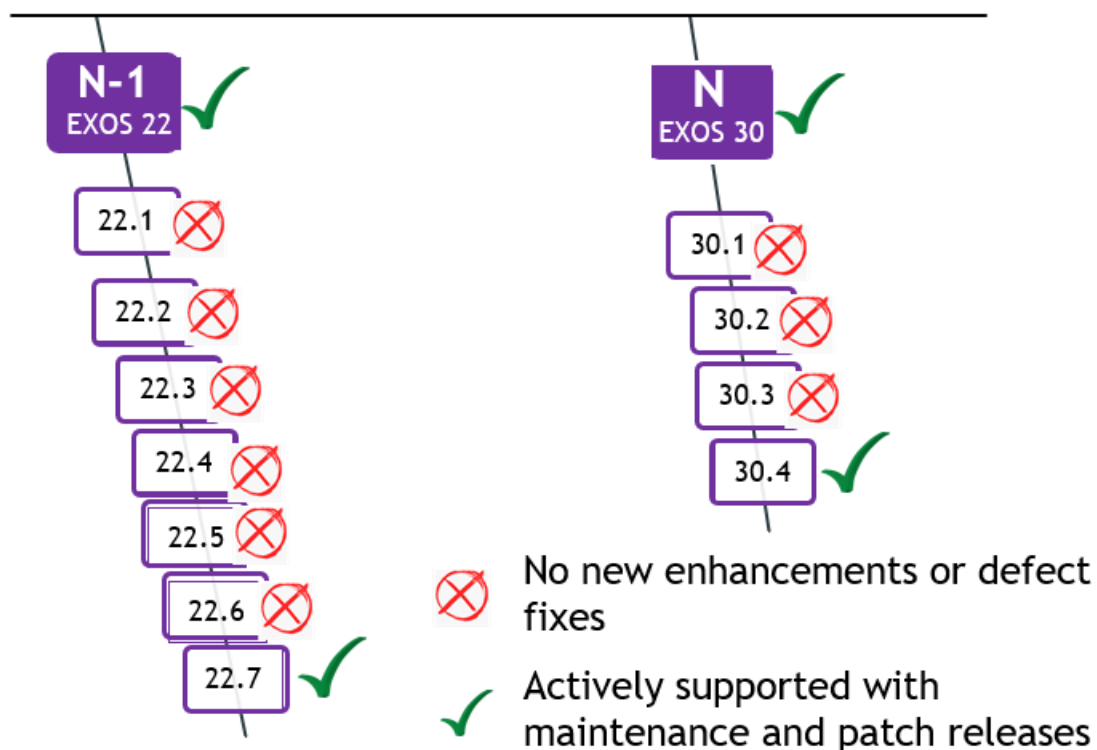 N-1
EXOS 22
22.1
22.2
22.3
22.4
22.5
22.6
22.7
N
EXOS 30
30.1
30.2
30.3
30.4
No new enhancements or defect
fixes
Actively supported with
maintenance and patch releases